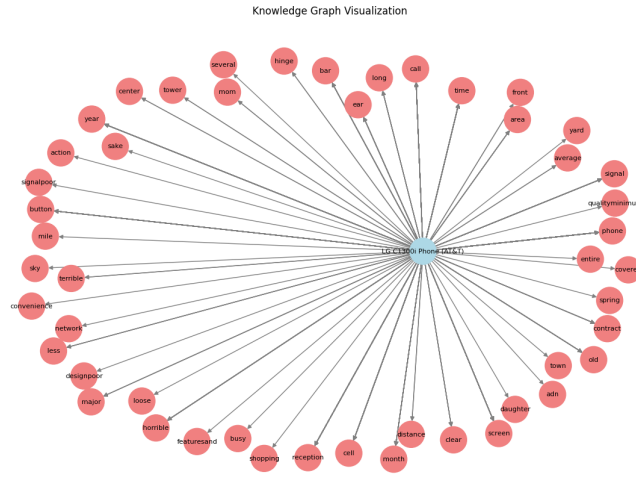 Knowledge Graph Visualization
hinge
several
bar
call
long
center
tower
mom
time
front
ear
year
area
yard
sake
action
average
signal
signalpoor
button
phone
mile
LG C1300i Phone (AT&T)
entire
sky
terrible
spring
convenience
network
contract
less
old
town
designpoor
adn
major
loose
daughter
horrible
screen
distance
busy
clear
featuresand
cell
reception
shopping
month